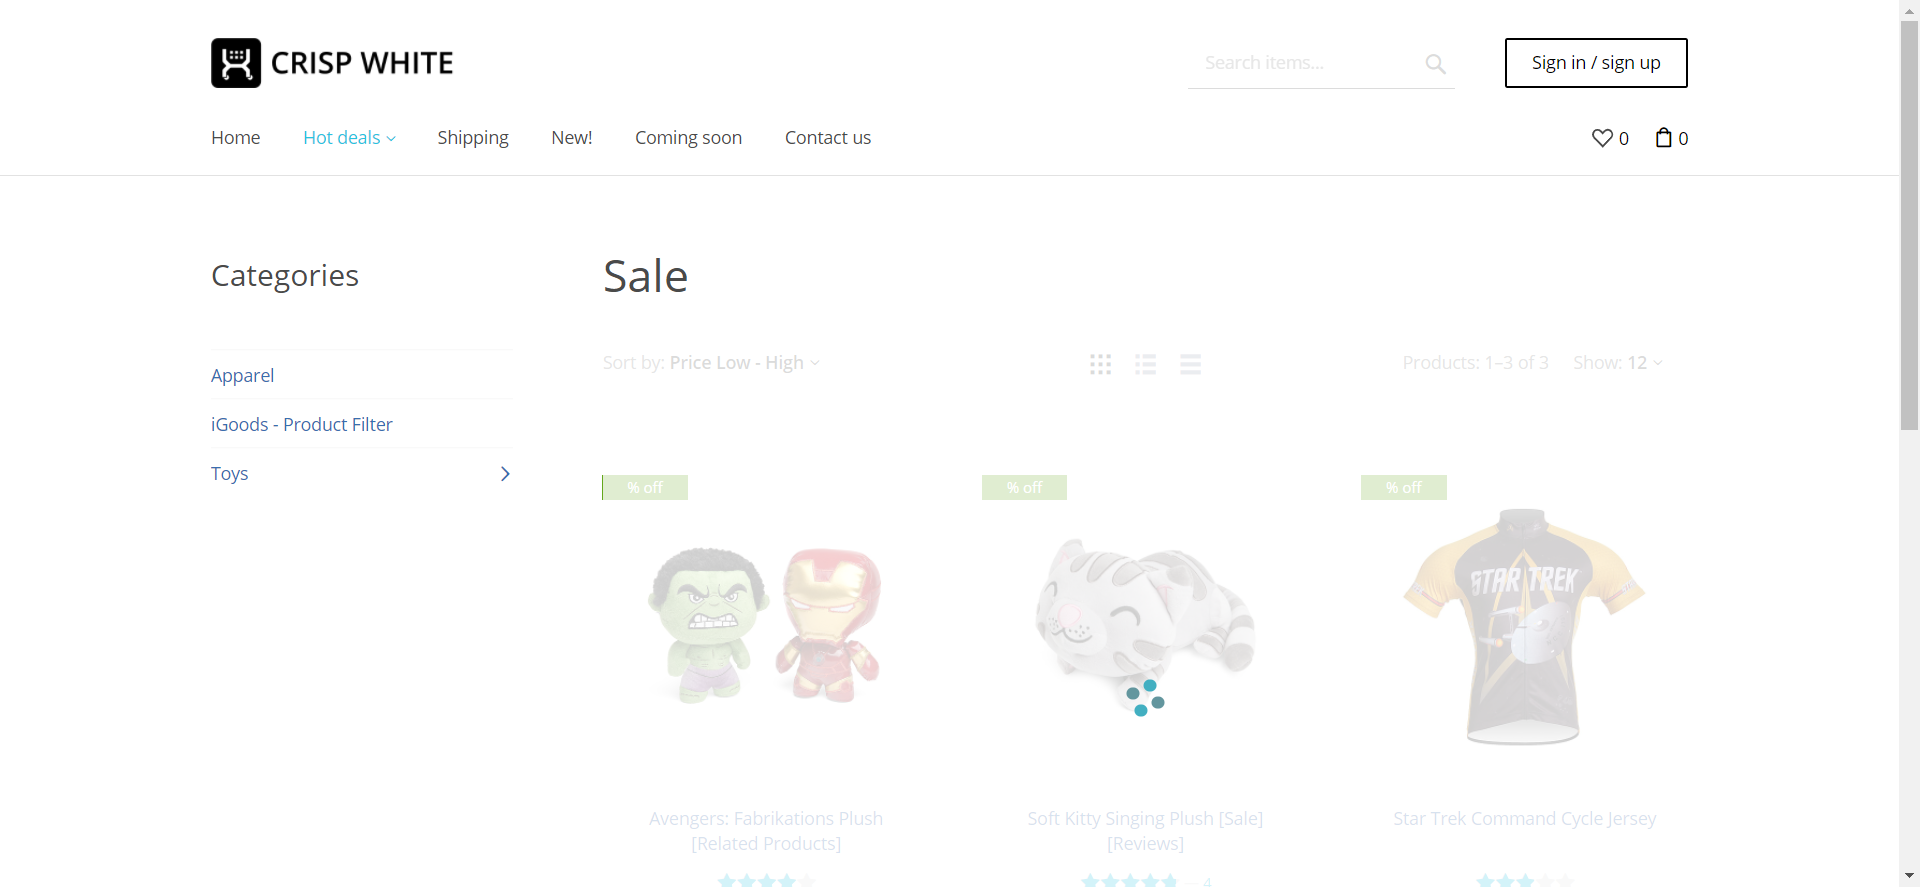 CRISP WHITE
Search items...
Sign in / sign up
Home
Hot deals
Shipping
New!
Coming soon
Contact us
0
0
Categories
Sale
Sort by: Price Low - High
Products: 1–3 of 3
Show: 12
Apparel
iGoods - Product Filter
Toys
% off
% off
% off
STAR TREK
Avengers: Fabrikations Plush
[Related Products]
Soft Kitty Singing Plush [Sale]
[Reviews]
Star Trek Command Cycle Jersey
4